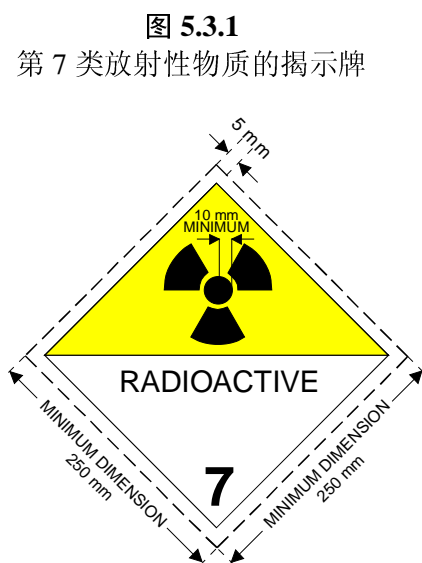 图 5.3.1
第 7 类放射性物质的揭示牌
5 mm
10 mm
MINIMUM
RADIOACTIVE
MINIMUM DIMENSION
250 mm
MINIMUM DIMENSION
250 mm
7